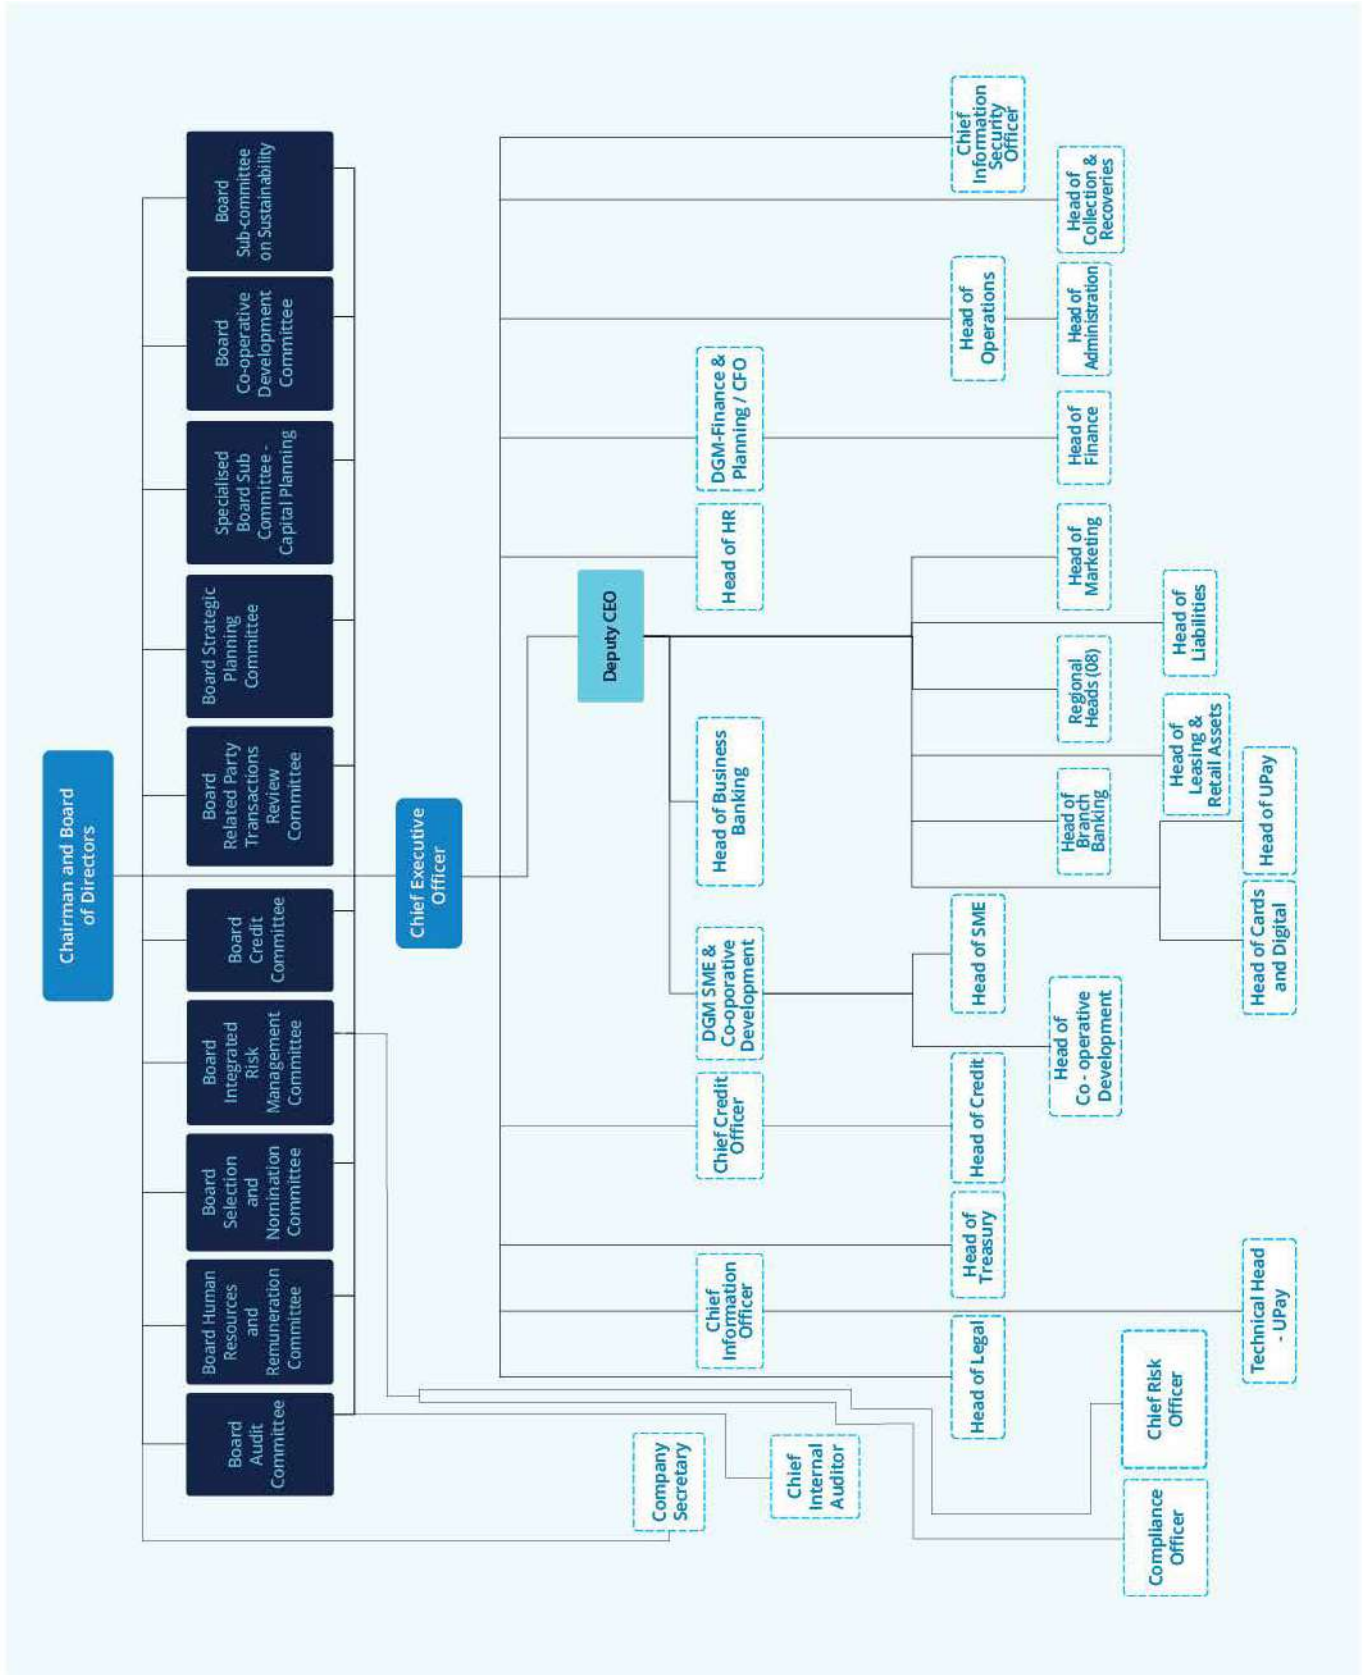 Chairman and Board
of Directors
Board
Audit
Committee
Board Human
Resources
and
Remuneration
Committee
Board
Selection
and
Nomination
Committee
Board
Integrated
Risk
Management
Committee
Board
Credit
Committee
Board
Related Party
Transactions
Review
Committee
Board Strategic
Planning
Committee
Specialised
Board Sub
Committee -
Capital Planning
Board
Co-operative
Development
Committee
Board
Sub-committee
on Sustainability
Chief Executive
Officer
Deputy CEO
Company
Secretary
Chief
Internal
Auditor
Chief
Information
Officer
Chief Credit
Officer
DGM SME &
Co-oporative
Development
Head of Business
Banking
Head of HR
DGM-Finance &
Planning / CFO
Head of Legal
Head of
Treasury
Head of Credit
Head of SME
Head of
Operations
Chief
Information
Security
Officer
Head of
Co - operative
Development
Head of
Branch
Banking
Regional
Heads (08)
Head of
Marketing
Head of
Finance
Head of
Administration
Head of
Collection &
Recoveries
Compliance
Officer
Chief Risk
Officer
Head of
Leasing &
Retail Assets
Head of
Liabilities
Technical Head
- UPay
Head of Cards
and Digital
Head of UPay